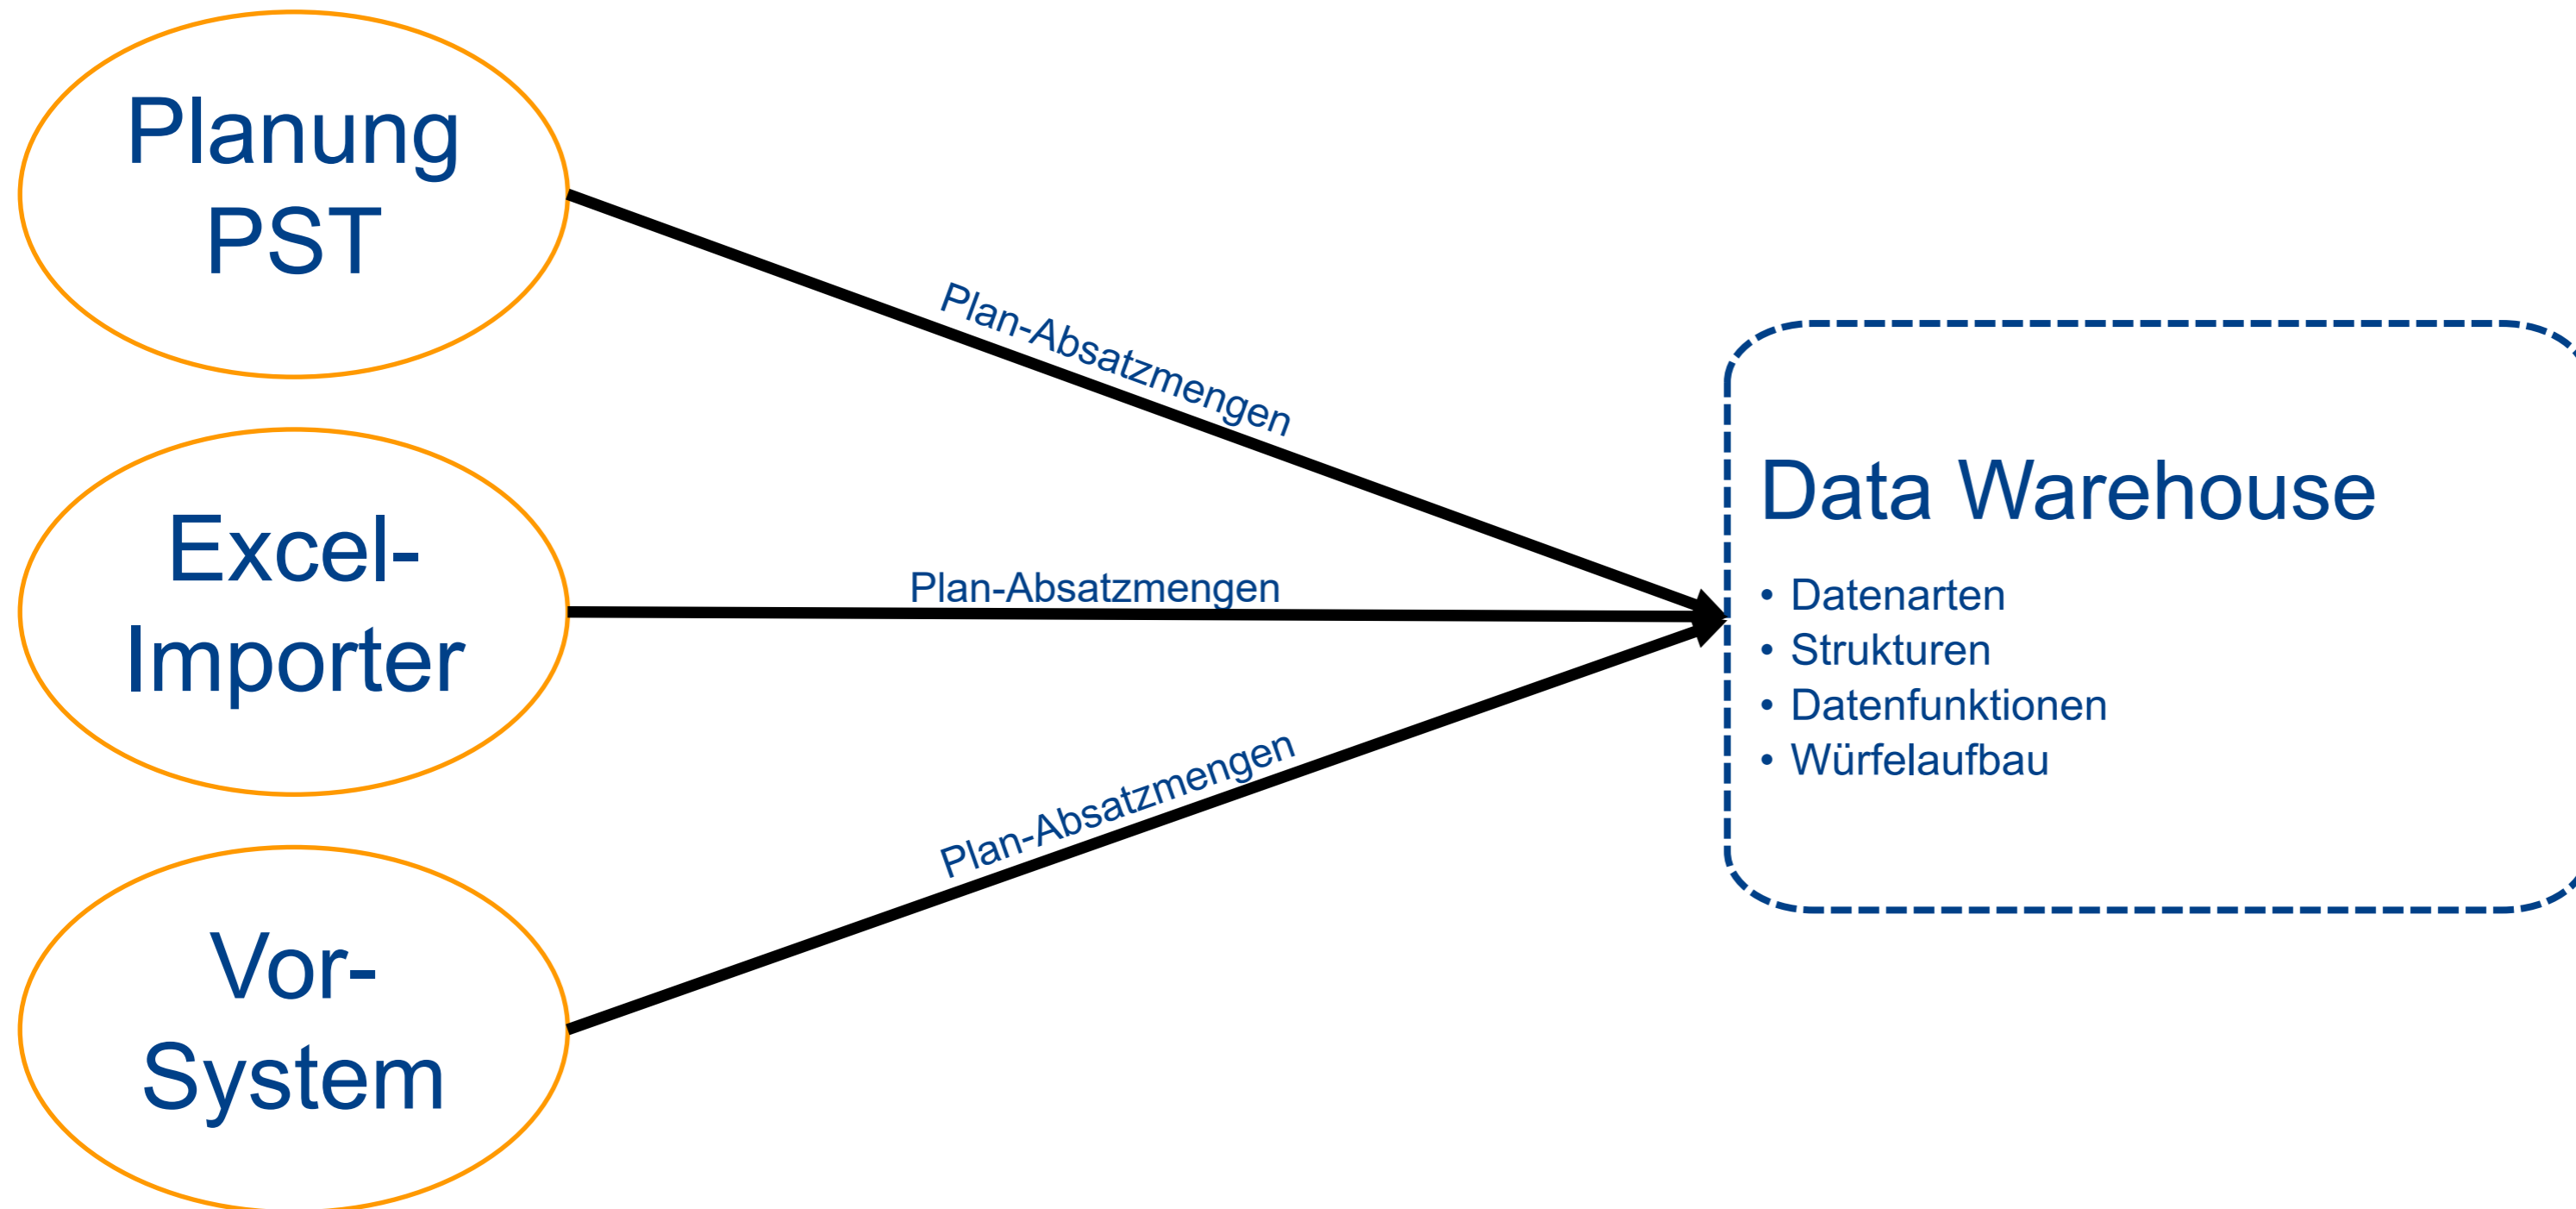 Planung
PST
Plan-Absatzmengen
Excel-
Importer
Plan-Absatzmengen
Vor-
System
Plan-Absatzmengen
Data Warehouse
• Datenarten
• Strukturen
• Datenfunktionen
• Würfelaufbau